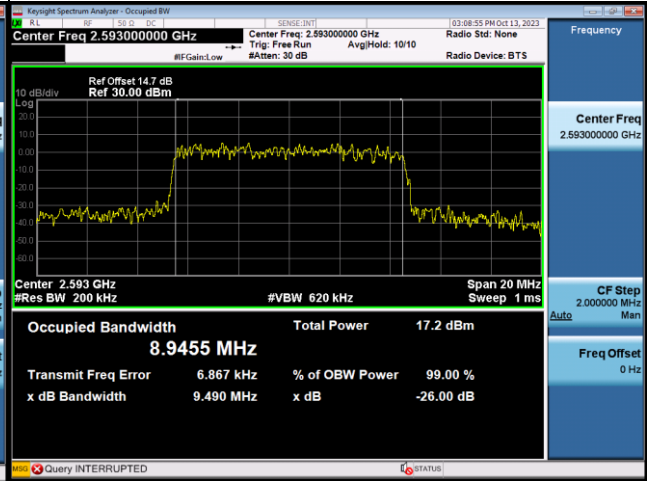 Keysight Spectrum Analyzer - Occupied BW
RL RF 50 Ω DC SENSE:INT 03:08:55 PM Oct 13, 2023
Center Freq 2.593000000 GHz Center Freq: 2.593000000 GHz Radio Std: None
Trig: Free Run Avg|Hold: 10/10
#IFGain:Low #Atten: 30 dB Radio Device: BTS
Ref Offset 14.7 dB
10 dB/div Ref 30.00 dBm
Log
20.0
10.0
0.00
-10.0
-20.0
-30.0
-40.0
-50.0
-60.0
Center 2.593 GHz Span 20 MHz
#Res BW 200 kHz #VBW 620 kHz Sweep 1 ms
Occupied Bandwidth Total Power 17.2 dBm
8.9455 MHz
Transmit Freq Error 6.867 kHz % of OBW Power 99.00 %
x dB Bandwidth 9.490 MHz x dB -26.00 dB
MSG Query INTERRUPTED STATUS
Frequency
Center Freq
2.593000000 GHz
CF Step
2.000000 MHz
Auto Man
Freq Offset
0 Hz